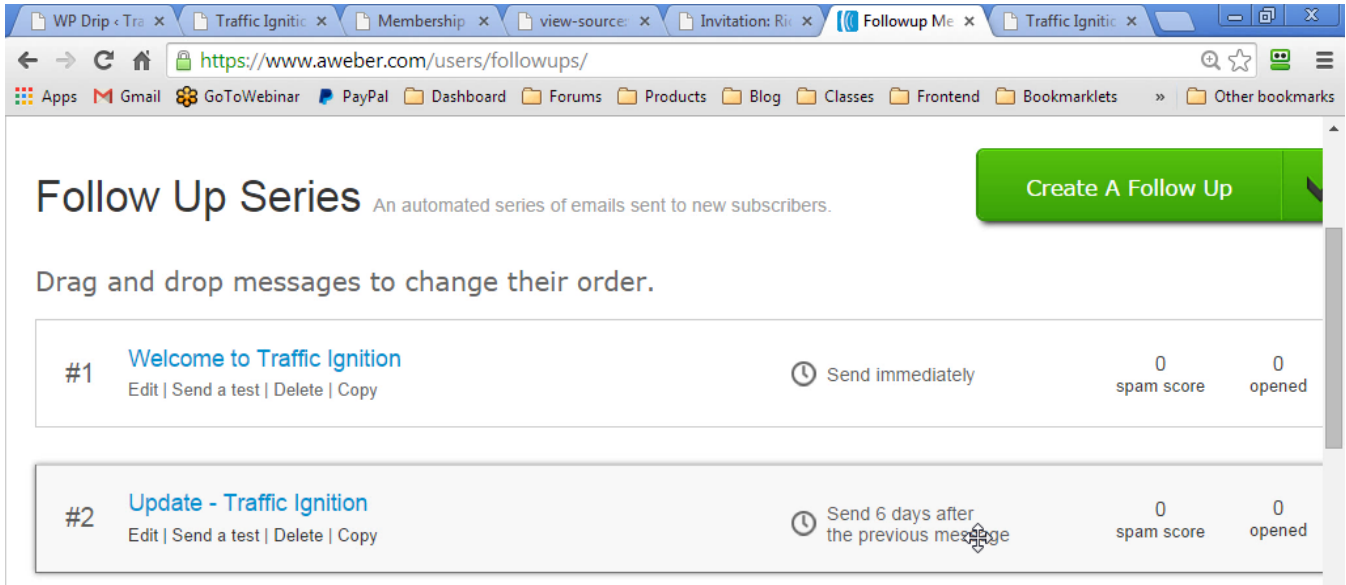 WP Drip ‹ Tra
Traffic Ignitic
Membership
view-source:
Invitation: Ric
Followup Me
Traffic Ignitic
https://www.aweber.com/users/followups/
Apps Gmail GoToWebinar PayPal Dashboard Forums Products Blog Classes Frontend Bookmarklets » Other bookmarks
Follow Up Series An automated series of emails sent to new subscribers.
Create A Follow Up
Drag and drop messages to change their order.
#1
Welcome to Traffic Ignition
Edit | Send a test | Delete | Copy
Send immediately
0
spam score
0
opened
#2
Update - Traffic Ignition
Edit | Send a test | Delete | Copy
Send 6 days after
the previous message
0
spam score
0
opened